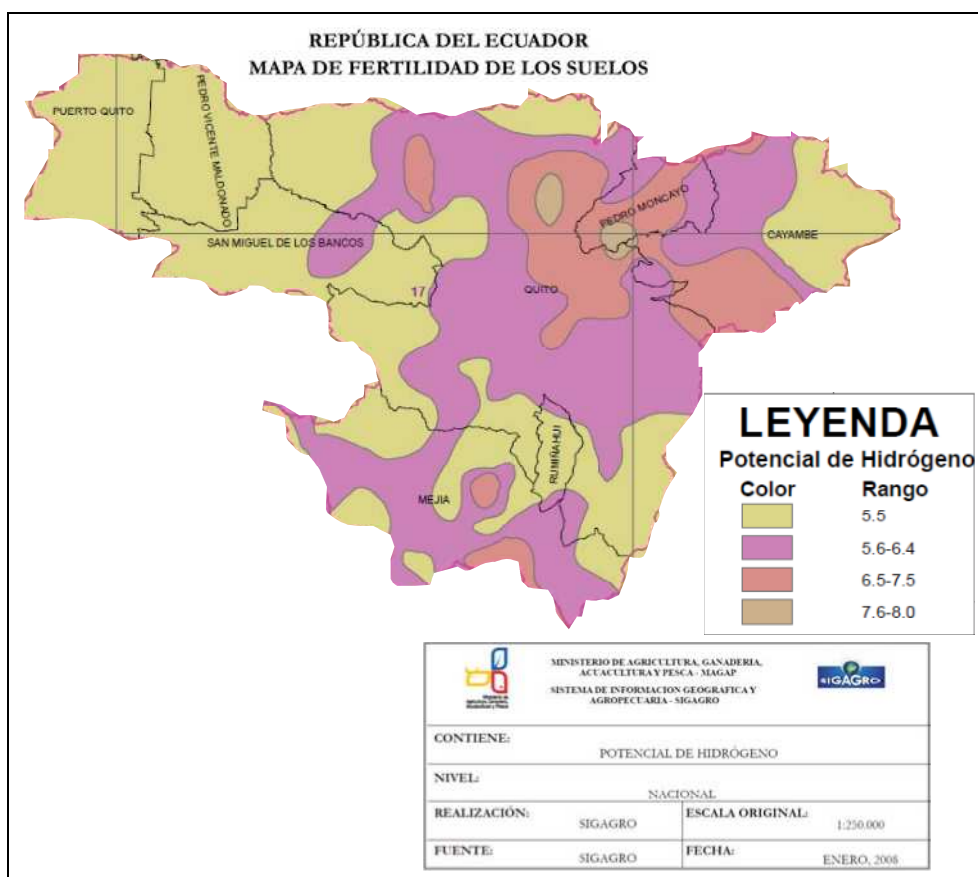 REPÚBLICA DEL ECUADOR
MAPA DE FERTILIDAD DE LOS SUELOS
PUERTO QUITO
PEDRO VICENTE MALDONADO
PEDRO MONCAYO
SAN MIGUEL DE LOS BANCOS
CAYAMBE
17
QUITO
RUMIÑAHUI
MEJIA
LEYENDA
Potencial de Hidrógeno
Color Rango
5.5
5.6-6.4
6.5-7.5
7.6-8.0
MINISTERIO DE AGRICULTURA, GANADERIA,
ACUACULTURA Y PESCA - MAGAP
SISTEMA DE INFORMACION GEOGRAFICA Y
AGROPECUARIA - SIGAGRO
SIGAGRO
CONTIENE:
POTENCIAL DE HIDRÓGENO
NIVEL:
NACIONAL
REALIZACIÓN: SIGAGRO
ESCALA ORIGINAL: 1:250.000
FUENTE: SIGAGRO
FECHA: ENERO, 2008